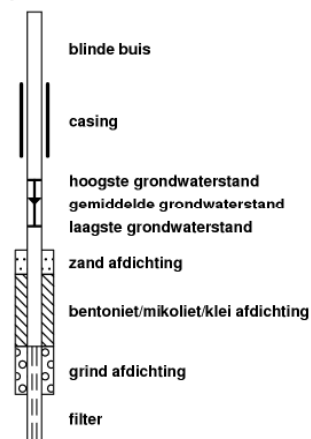 blinde buis
casing
hoogste grondwaterstand
gemiddelde grondwaterstand
laagste grondwaterstand
zand afdichting
bentoniet/mikoliet/klei afdichting
grind afdichting
filter